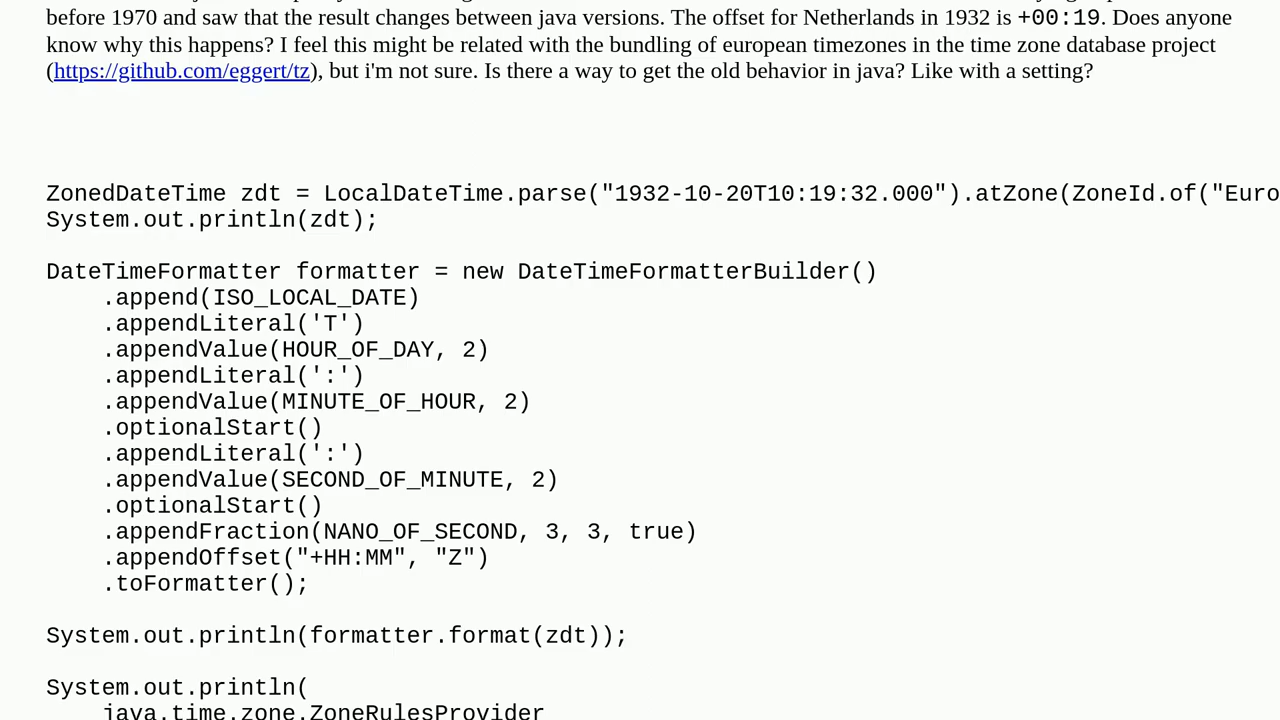 before 1970 and saw that the result changes between java versions. The offset for Netherlands in 1932 is +00:19. Does anyone
know why this happens? I feel this might be related with the bundling of european timezones in the time zone database project
(https://github.com/eggert/tz), but i'm not sure. Is there a way to get the old behavior in java? Like with a setting?
ZonedDateTime zdt = LocalDateTime.parse("1932-10-20T10:19:32.000").atZone(ZoneId.of("Euro
System.out.println(zdt);
DateTimeFormatter formatter = new DateTimeFormatterBuilder()
    .append(ISO_LOCAL_DATE)
    .appendLiteral('T')
    .appendValue(HOUR_OF_DAY, 2)
    .appendLiteral(':')
    .appendValue(MINUTE_OF_HOUR, 2)
    .optionalStart()
    .appendLiteral(':')
    .appendValue(SECOND_OF_MINUTE, 2)
    .optionalStart()
    .appendFraction(NANO_OF_SECOND, 3, 3, true)
    .appendOffset("+HH:MM", "Z")
    .toFormatter();
System.out.println(formatter.format(zdt));
System.out.println(
    java.time.zone.ZoneRulesProvider